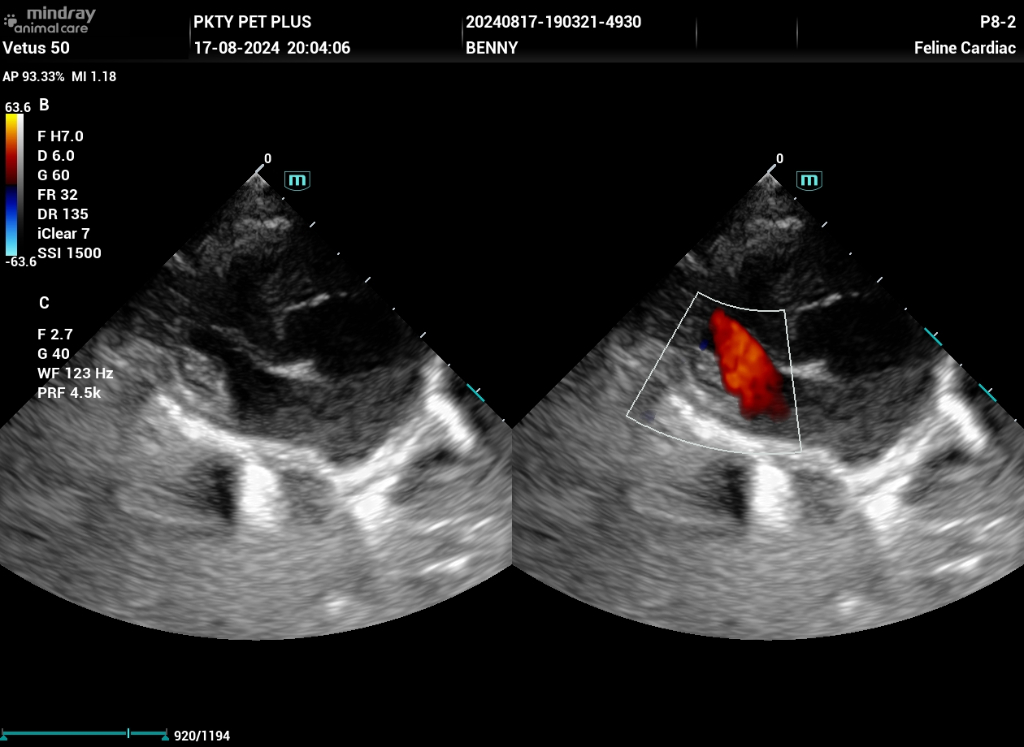 mindray
animalcare
Vetus 50
PKTY PET PLUS
17-08-2024 20:04:06
20240817-190321-4930
BENNY
P8-2
Feline Cardiac
AP 93.33% MI 1.18
63.6
B
F H7.0
D 6.0
G 60
FR 32
DR 135
iClear 7
SSI 1500
-63.6
C
F 2.7
G 40
WF 123 Hz
PRF 4.5k
0
m
0
m
920/1194